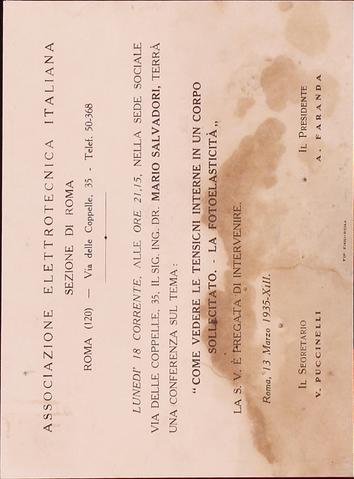 ASSOCIAZIONE ELETTROTECNICA ITALIANA
SEZIONE DI ROMA
ROMA (120) — Via delle Coppelle, 35 - Telef. 50-368
LUNEDI' 18 CORRENTE, ALLE ORE 21,15, NELLA SEDE SOCIALE
VIA DELLE COPPELLE, 35, IL SIG. ING. DR. MARIO SALVADORI, TERRÀ
UNA CONFERENZA SUL TEMA:
"COME VEDERE LE TENSIONI INTERNE IN UN CORPO
SOLLECITATO. - LA FOTOELASTICITÀ„
LA S. V. È PREGATA DI INTERVENIRE.
Roma, 13 Marzo 1935-XIII.
IL SEGRETARIO
V. PUCCINELLI
IL PRESIDENTE
A. FARANDA